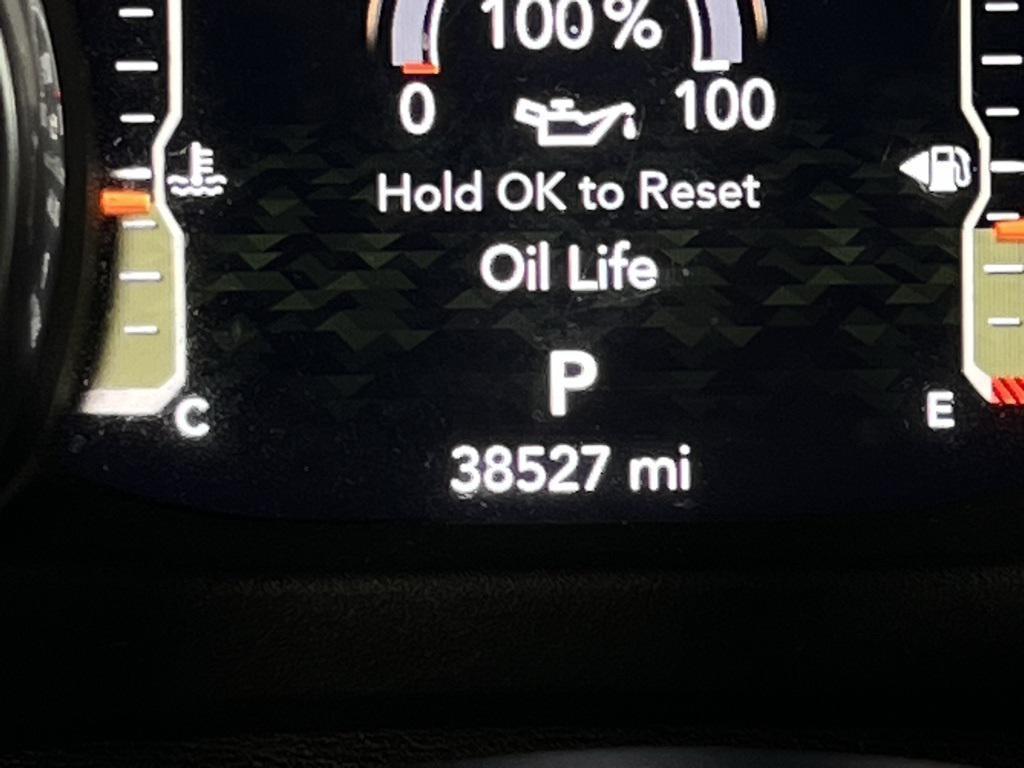 100%
0
100
Hold OK to Reset
Oil Life
P
C
E
38527 mi